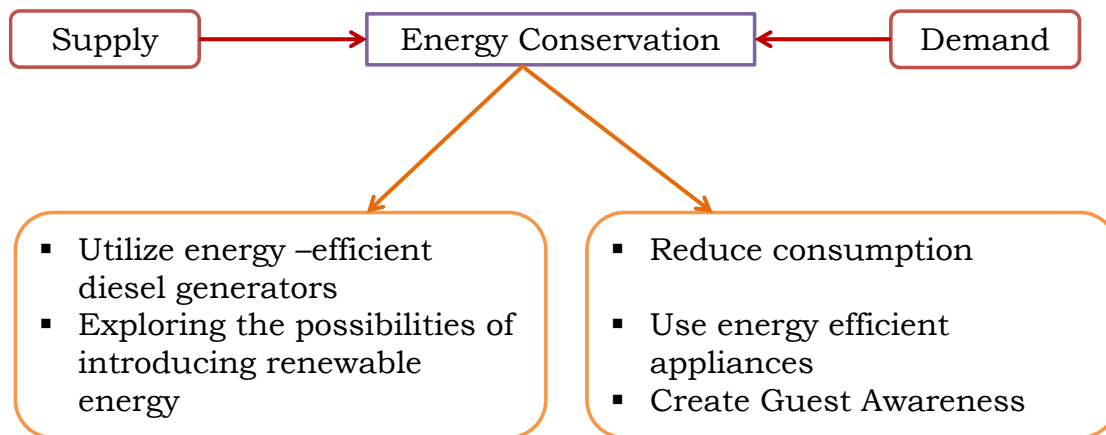 Supply
Energy Conservation
Demand
▪ Utilize energy –efficient
diesel generators
▪ Exploring the possibilities of
introducing renewable
energy
▪ Reduce consumption
▪ Use energy efficient
appliances
▪ Create Guest Awareness